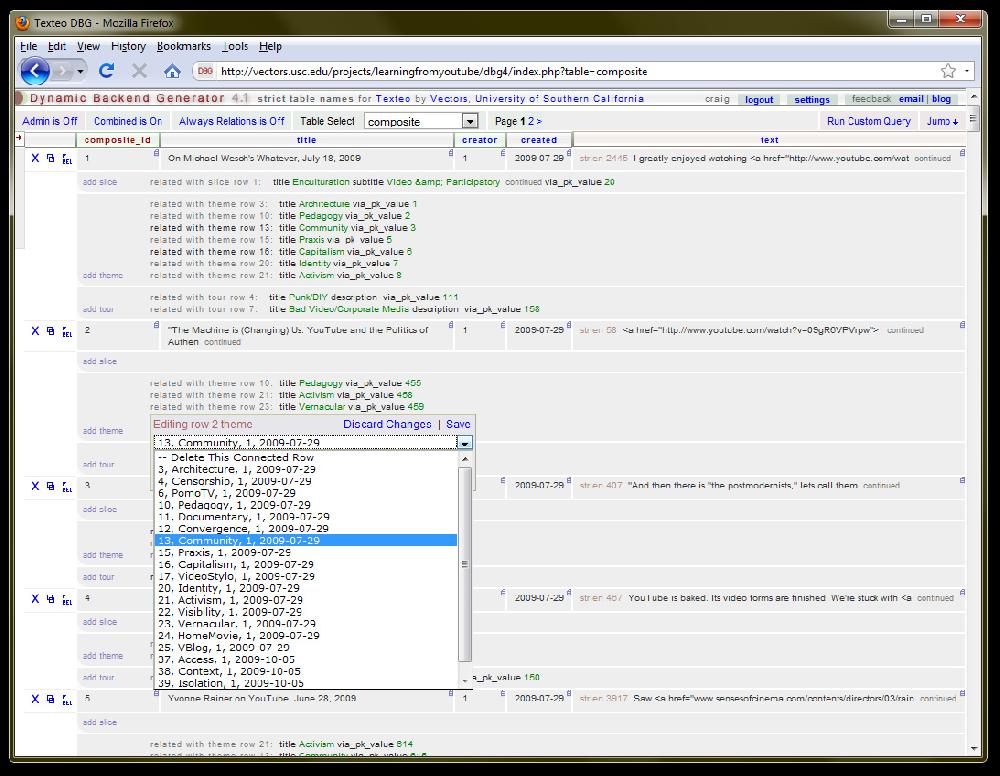 Texteo DBG - Mozilla Firefox
File Edit View History Bookmarks Tools Help
DBG http://vectors.usc.edu/projects/learningfromyoutube/dbg4/index.php?table=composite
Dynamic Backend Generator 4.1 strict table names for Texteo by Vectors, University of Southern California craig logout settings feedback email | blog
Admin is Off Combined is On Always Relations is Off Table Select composite Page 1 2 > Run Custom Query Jump ↓
composite_id title creator created text
X 1 On Michael Wesch's Whatever, July 18, 2009 1 2009-07-29 strlen 2445 I greatly enjoyed watching <a href="http://www.youtube.com/wat continued
add slice related with slice row 1: title Enculturation subtitle Video &amp; Participatory continued via_pk_value 20
related with theme row 3: title Architecture via_pk_value 1
related with theme row 10: title Pedagogy via_pk_value 2
related with theme row 13: title Community via_pk_value 3
related with theme row 15: title Praxis via_pk_value 5
related with theme row 16: title Capitalism via_pk_value 6
related with theme row 20: title Identity via_pk_value 7
add theme related with theme row 21: title Activism via_pk_value 8
related with tour row 4: title Punk/DIY description via_pk_value 111
add tour related with tour row 7: title Bad Video/Corporate Media description via_pk_value 158
X 2 "The Machine is (Changing) Us: YouTube and the Politics of 1 2009-07-29 strlen 58 <a href="http://www.youtube.com/watch?v=09gR6VPVrpw"> continued
Authen continued
add slice
related with theme row 10: title Pedagogy via_pk_value 455
related with theme row 21: title Activism via_pk_value 458
related with theme row 23: title Vernacular via_pk_value 459
Editing row 2 theme Discard Changes | Save
add theme
13, Community, 1, 2009-07-29
-- Delete This Connected Row
add tour
3, Architecture, 1, 2009-07-29
4, Censorship, 1, 2009-07-29
X 3 2009-07-29 strlen 407 "And then there is "the postmodernists," lets call them continued
6, PomoTV, 1, 2009-07-29
10, Pedagogy, 1, 2009-07-29
add slice
11, Documentary, 1, 2009-07-29
12, Convergence, 1, 2009-07-29
13, Community, 1, 2009-07-29
add theme
15, Praxis, 1, 2009-07-29
16, Capitalism, 1, 2009-07-29
add tour
17, VideoStylo, 1, 2009-07-29
20, Identity, 1, 2009-07-29
X 4 2009-07-29 strlen 467 YouTube is baked. Its video forms are finished. We're stuck with <a continued
21, Activism, 1, 2009-07-29
22, Visibility, 1, 2009-07-29
add slice
23, Vernacular, 1, 2009-07-29
24, HomeMovie, 1, 2009-07-29
25, VBlog, 1, 2009-07-29
add theme
37, Access, 1, 2009-10-05
38, Context, 1, 2009-10-05
add tour a_pk_value 150
39, Isolation, 1, 2009-10-05
X 5 Yvonne Rainer on YouTube, June 28, 2009 1 2009-07-29 strlen 3917 Saw <a href="www.sensesofcinema.com/contents/directors/03/rain continued
add slice
related with theme row 21: title Activism via_pk_value 614